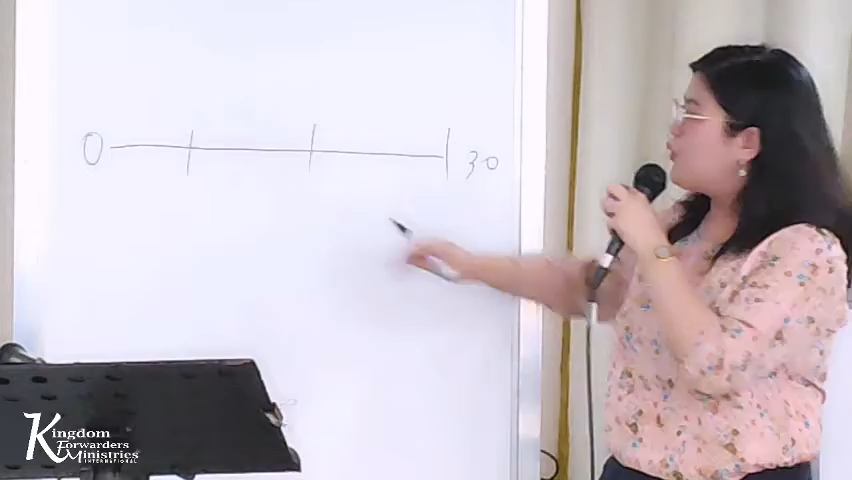 0 30
Kingdom
Forwarders
Ministries
INTERNATIONAL